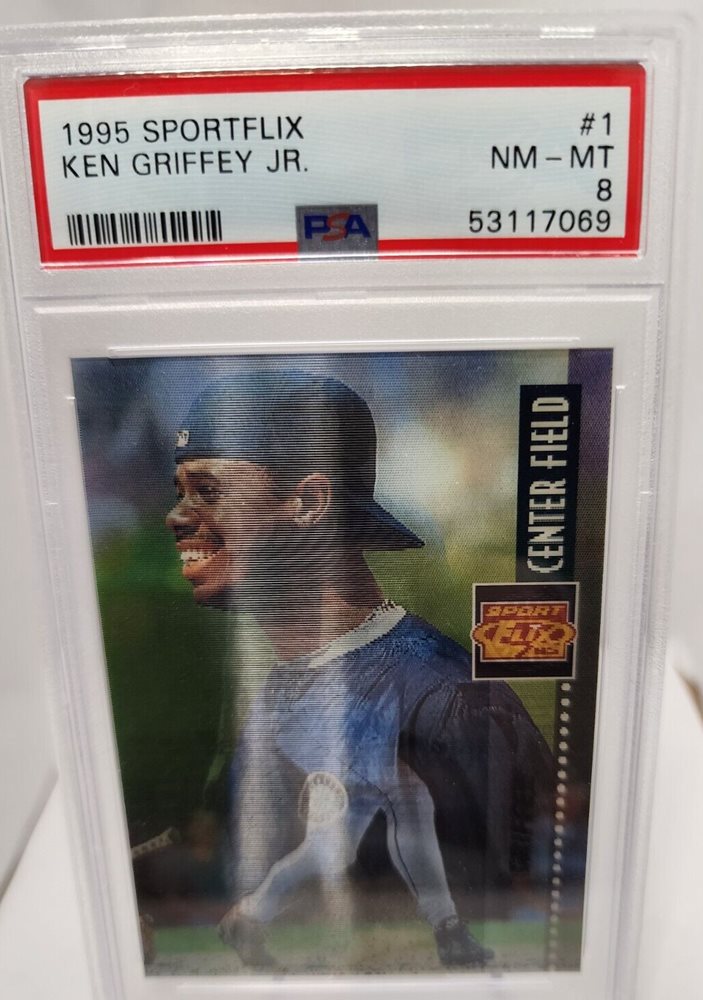 1995 SPORTFLIX #1
KEN GRIFFEY JR. NM - MT
8
PSA 53117069
CENTER FIELD
SPORT
FLIX